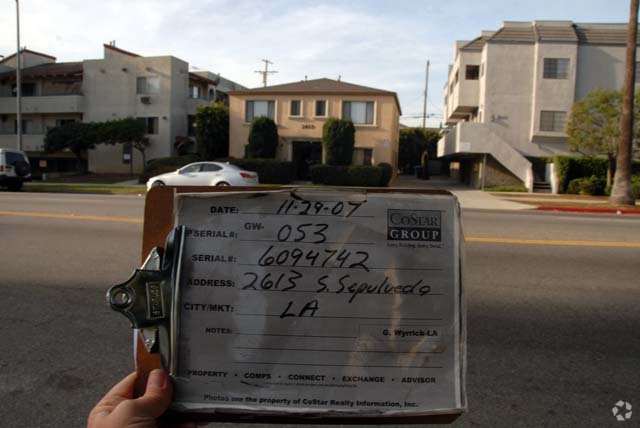 DATE: 11-29-07
GW-
SERIAL#: 053
SERIAL#: 6094742
ADDRESS: 2613 S. Sepulveda
CITY/MKT: LA
NOTES:
COSTAR
GROUP
G. Wyrrick-LA
PROPERTY • COMPS • CONNECT • EXCHANGE • ADVISOR
Photos are the property of CoStar Realty Information, Inc.